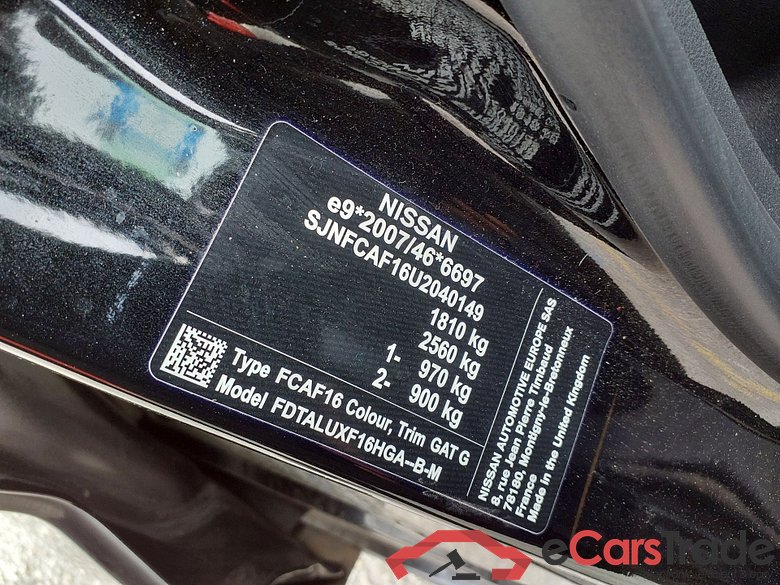 NISSAN
e9*2007/46*6697
SJNFCAF16U2040149
1810 kg
2560 kg
1- 970 kg
2- 900 kg
Type FCAF16 Colour, Trim GAT G
Model FDTALUXF16HGA-B-M
NISSAN AUTOMOTIVE EUROPE SAS
8, rue Jean Pierre Timbaud
78180, Montigny-le-Bretonneux
France
Made in the United Kingdom
eCarsTrade